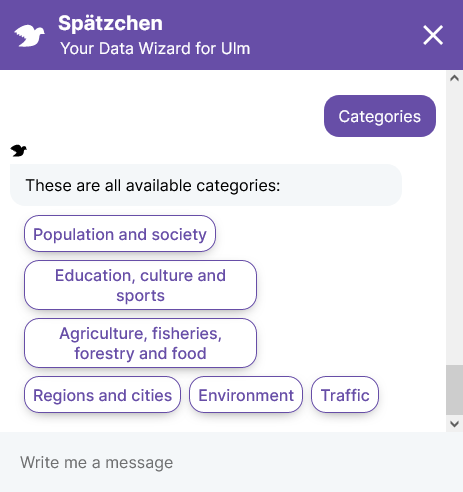 Spätzchen
Your Data Wizard for Ulm
Categories
These are all available categories:
Population and society
Education, culture and
sports
Agriculture, fisheries,
forestry and food
Regions and cities Environment Traffic
Write me a message